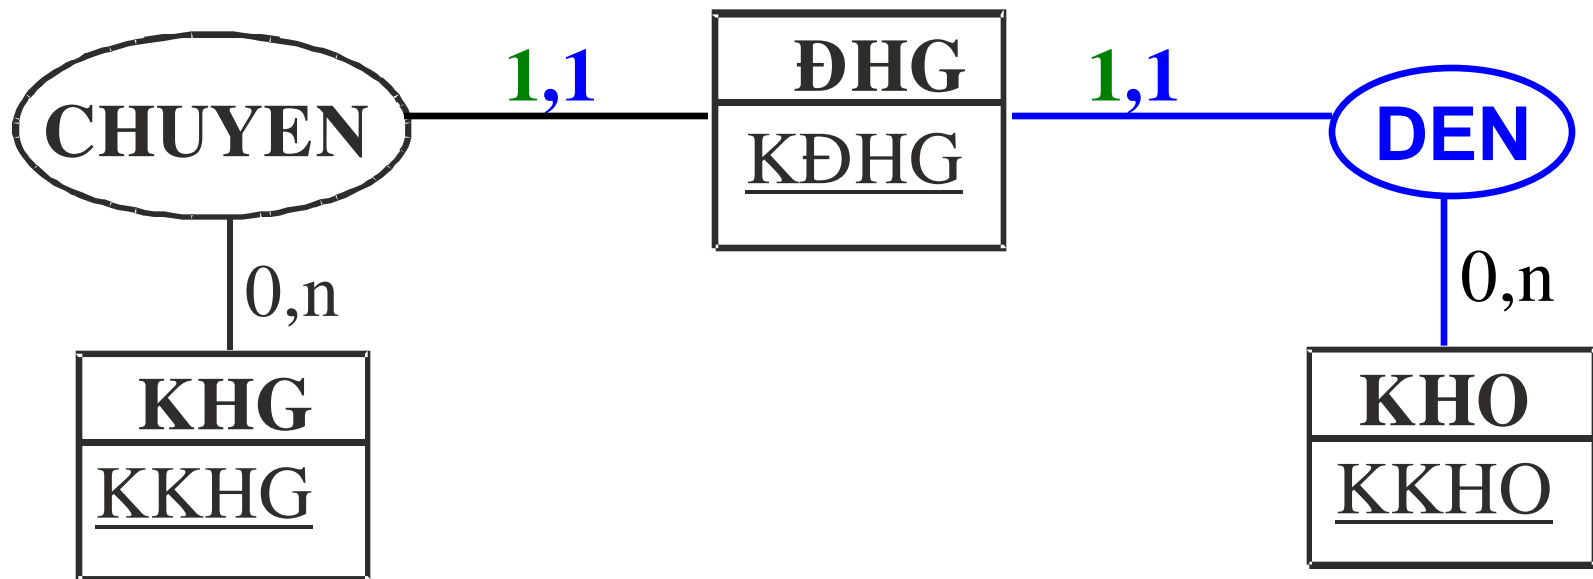 CHUYEN
1,1
ĐHG
KĐHG
1,1
DEN
0,n
KHG
KKHG
0,n
KHO
KKHO